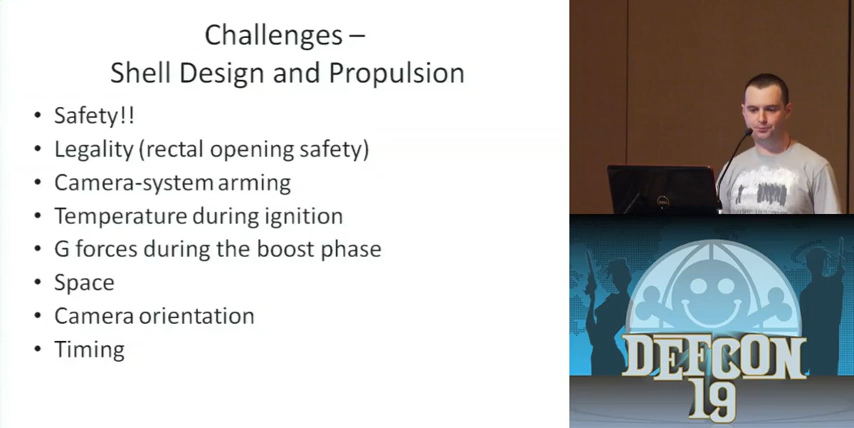 Challenges –
Shell Design and Propulsion
• Safety!!
• Legality (rectal opening safety)
• Camera-system arming
• Temperature during ignition
• G forces during the boost phase
• Space
• Camera orientation
• Timing
DEFCON
19